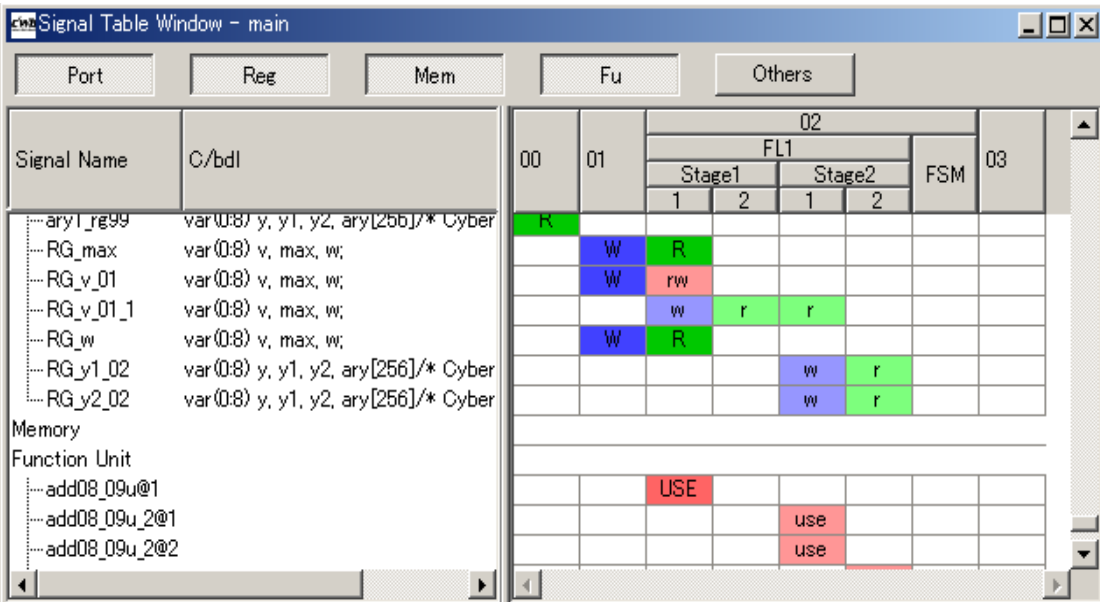 CWB Signal Table Window - main
Port Reg Mem Fu Others
Signal Name C/bdl 00 01 02 03
FL1 FSM
Stage1 Stage2
1 2 1 2
ary1_rg99 var(0:8) y, y1, y2, ary[256]/* Cyber R
RG_max var(0:8) v, max, w; W R
RG_v_01 var(0:8) v, max, w; W rw
RG_v_01_1 var(0:8) v, max, w; w r r
RG_w var(0:8) v, max, w; W R
RG_y1_02 var(0:8) y, y1, y2, ary[256]/* Cyber w r
RG_y2_02 var(0:8) y, y1, y2, ary[256]/* Cyber w r
Memory
Function Unit
add08_09u@1 USE
add08_09u_2@1 use
add08_09u_2@2 use